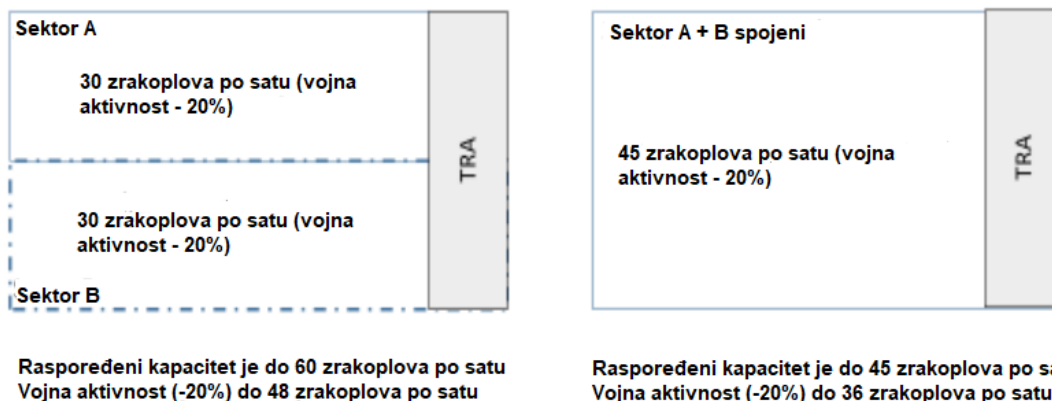 Sektor A
30 zrakoplova po satu (vojna
aktivnost - 20%)
TRA
30 zrakoplova po satu (vojna
aktivnost - 20%)
Sektor B
Raspoređeni kapacitet je do 60 zrakoplova po satu
Vojna aktivnost (-20%) do 48 zrakoplova po satu
Sektor A + B spojeni
45 zrakoplova po satu (vojna
aktivnost - 20%)
TRA
Raspoređeni kapacitet je do 45 zrakoplova po sa
Vojna aktivnost (-20%) do 36 zrakoplova po satu